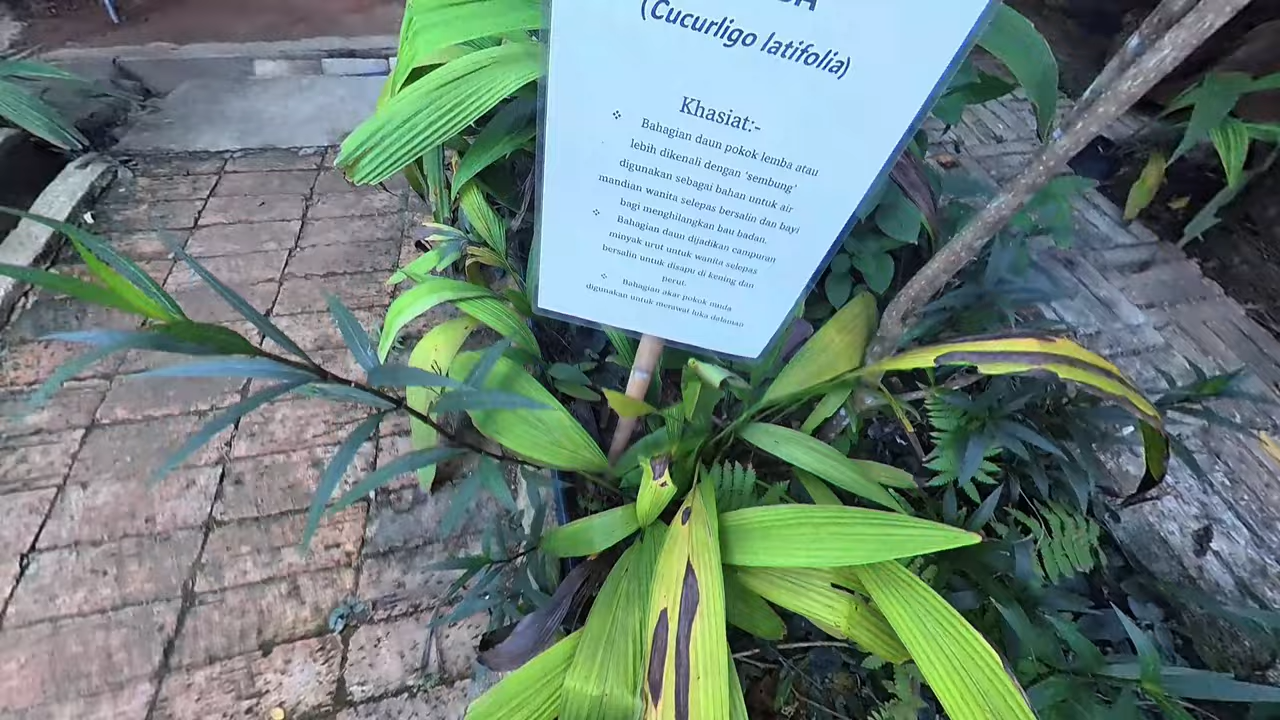 (Cucurligo latifolia)
Khasiat:-
Bahagian daun pokok lemba atau
lebih dikenali dengan 'sembung'
digunakan sebagai bahan untuk air
mandian wanita selepas bersalin dan bayi
bagi menghilangkan bau badan.
Bahagian daun dijadikan campuran
minyak urut untuk wanita selepas
bersalin untuk disapu di kening dan
perut.
Bahagian akar pokok muda
digunakan untuk merawat luka dalaman